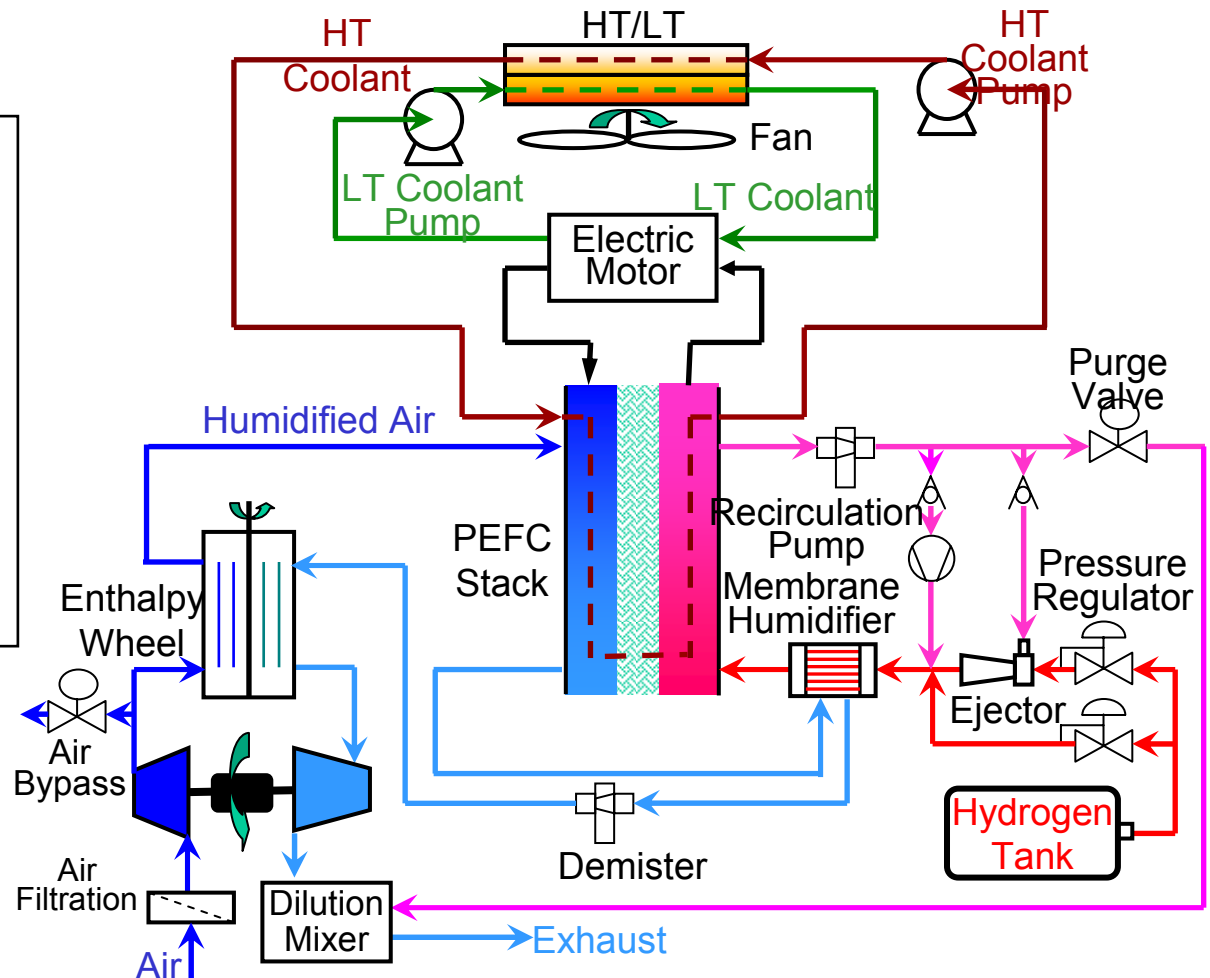 HT/LT
HT
Coolant
HT
Coolant
Pump
Fan
LT Coolant
Pump
LT Coolant
Electric
Motor
Purge
Valve
Humidified Air
Recirculation
Pump
PEFC
Stack
Pressure
Regulator
Membrane
Humidifier
Enthalpy
Wheel
Ejector
Air
Bypass
Hydrogen
Tank
Demister
Air
Filtration
Dilution
Mixer
Exhaust
Air